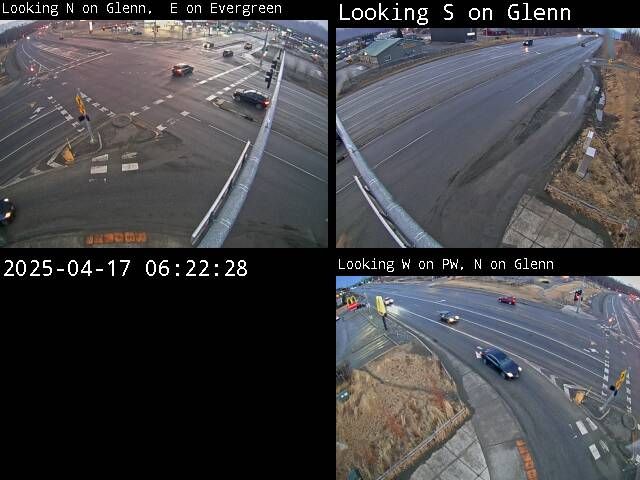 Looking N on Glenn,  E on Evergreen
Looking S on Glenn
2025-04-17 06:22:28
Looking W on PW, N on Glenn